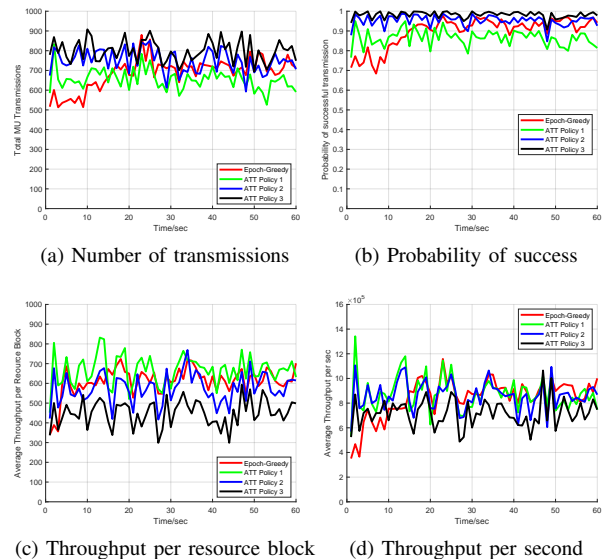 1000
900
800
700
600
500
400
300
200
100
0
Total MU Transmissions
0 10 20 30 40 50 60
Time/sec
Epoch-Greedy
ATT Policy 1
ATT Policy 2
ATT Policy 3
(a) Number of transmissions
1
0.9
0.8
0.7
0.6
0.5
0.4
0.3
0.2
0.1
0
Probability of successful transmission
0 10 20 30 40 50 60
Time/sec
Epoch-Greedy
ATT Policy 1
ATT Policy 2
ATT Policy 3
(b) Probability of success
1000
900
800
700
600
500
400
300
200
100
0
Average Throughput per Reource Block
0 10 20 30 40 50 60
Time/sec
Epoch-Greedy
ATT Policy 1
ATT Policy 2
ATT Policy 3
(c) Throughput per resource block
×10⁵
16
14
12
10
8
6
4
2
0
Average Throughput per sec
0 10 20 30 40 50 60
Time/sec
Epoch-Greedy
ATT Policy 1
ATT Policy 2
ATT Policy 3
(d) Throughput per second